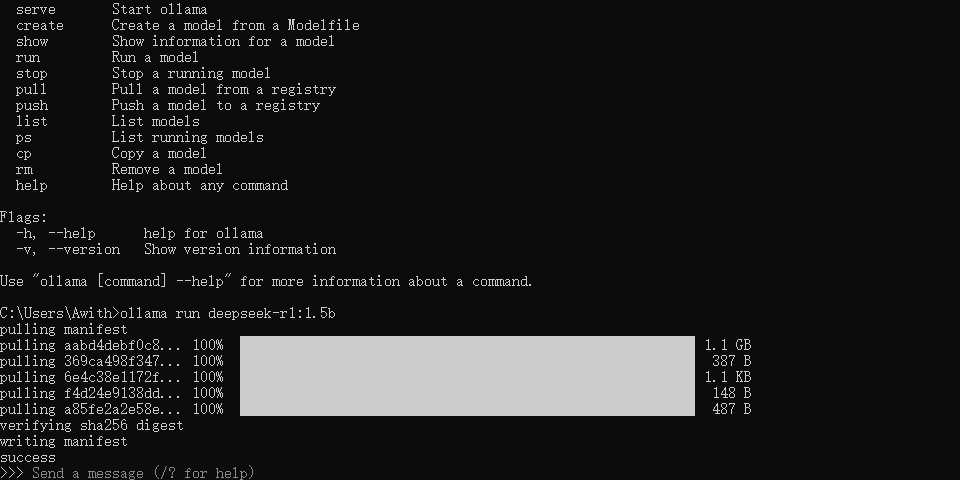 serve       Start ollama
create      Create a model from a Modelfile
show        Show information for a model
run         Run a model
stop        Stop a running model
pull        Pull a model from a registry
push        Push a model to a registry
list        List models
ps          List running models
cp          Copy a model
rm          Remove a model
help        Help about any command
Flags:
-h, --help      help for ollama
-v, --version   Show version information
Use "ollama [command] --help" for more information about a command.
C:\Users\Awith>ollama run deepseek-r1:1.5b
pulling manifest
pulling aabd4debf0c8... 100% 1.1 GB
pulling 369ca498f347... 100% 387 B
pulling 6e4c38e1172f... 100% 1.1 KB
pulling f4d24e9138dd... 100% 148 B
pulling a85fe2a2e58e... 100% 487 B
verifying sha256 digest
writing manifest
success
>>> Send a message (/? for help)